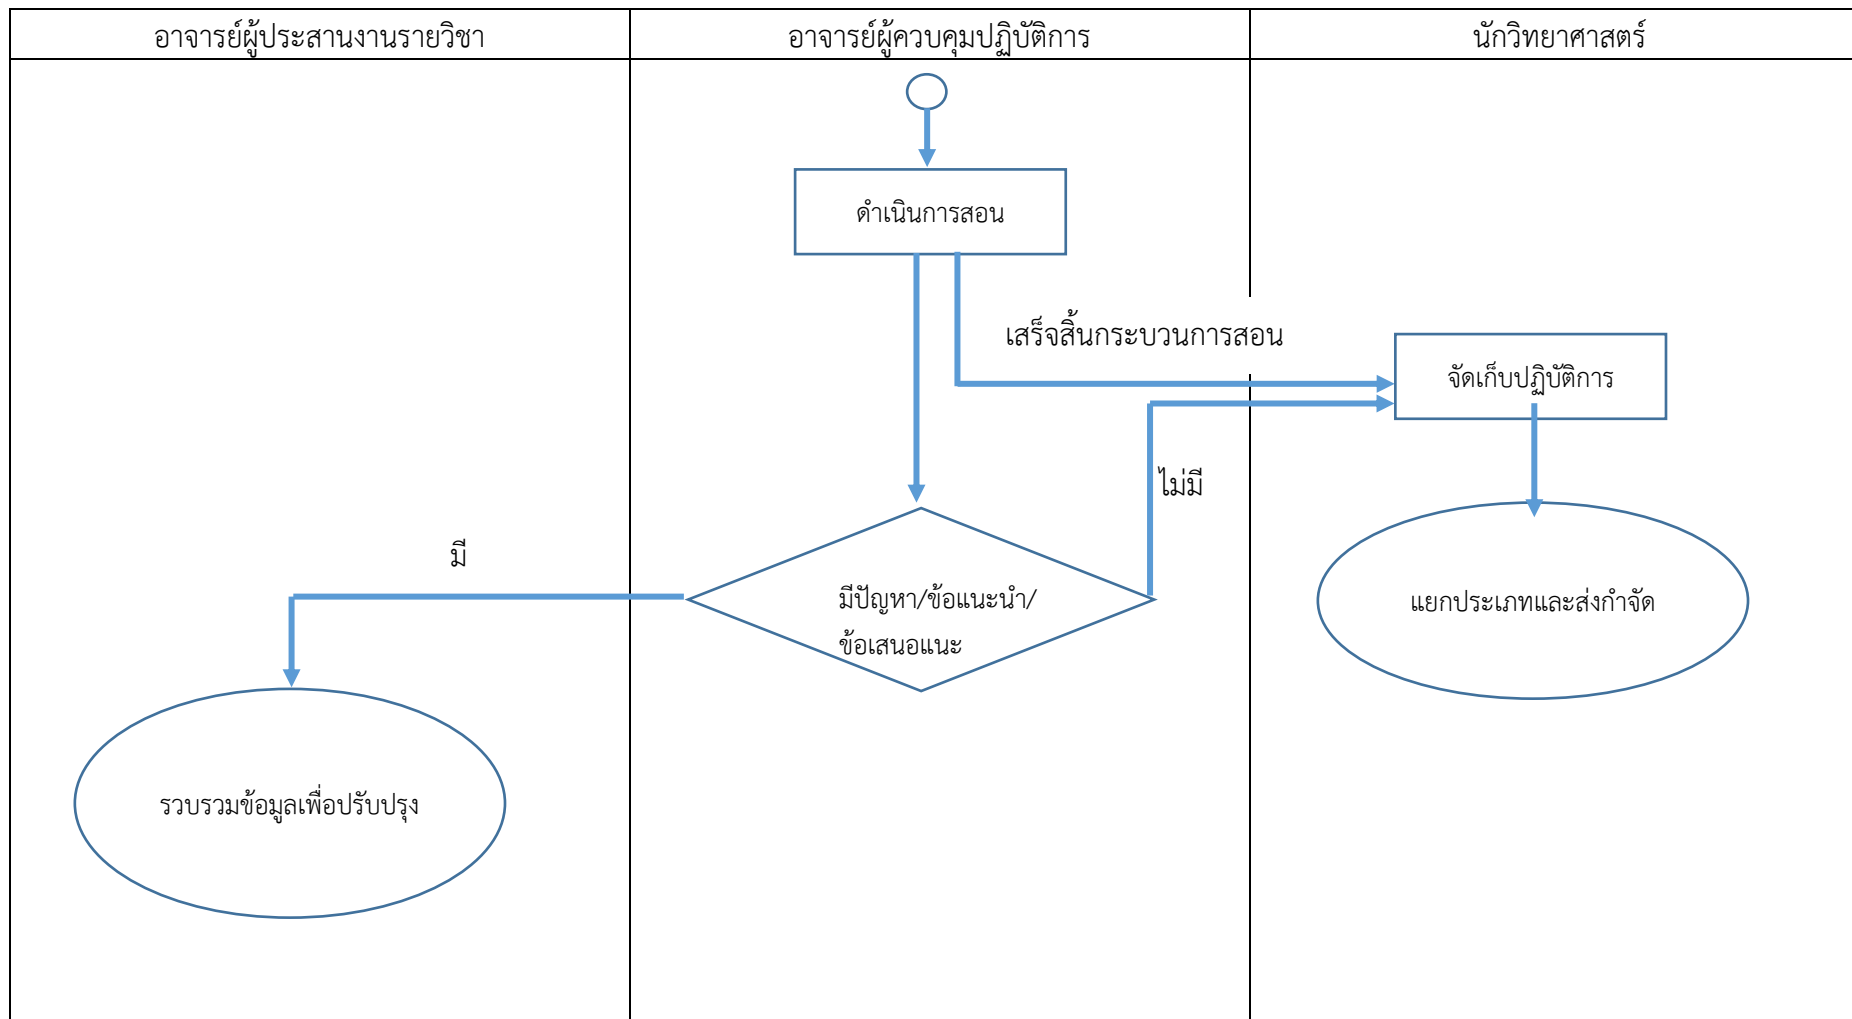 อาจารย์ผู้ประสานงานรายวิชา
อาจารย์ผู้ควบคุมปฏิบัติการ
นักวิทยาศาสตร์
ดำเนินการสอน
เสร็จสิ้นกระบวนการสอน
จัดเก็บปฏิบัติการ
ไม่มี
มี
มีปัญหา/ข้อแนะนำ/
ข้อเสนอแนะ
แยกประเภทและส่งกำจัด
รวบรวมข้อมูลเพื่อปรับปรุง